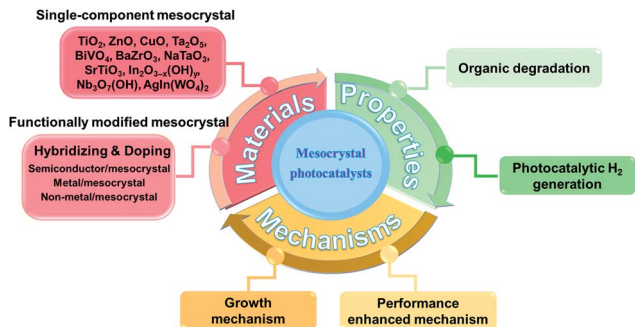 Single-component mesocrystal
TiO₂, ZnO, CuO, Ta₂O₅,
BiVO₄, BaZrO₃, NaTaO₃,
SrTiO₃, In₂O₃₋ₓ(OH)ᵧ,
Nb₃O₇(OH), AgIn(WO₄)₂
Functionally modified mesocrystal
Hybridizing & Doping
Semiconductor/mesocrystal
Metal/mesocrystal
Non-metal/mesocrystal
Materials
Properties
Mechanisms
Mesocrystal
photocatalysts
Organic degradation
Photocatalytic H₂
generation
Growth
mechanism
Performance
enhanced mechanism